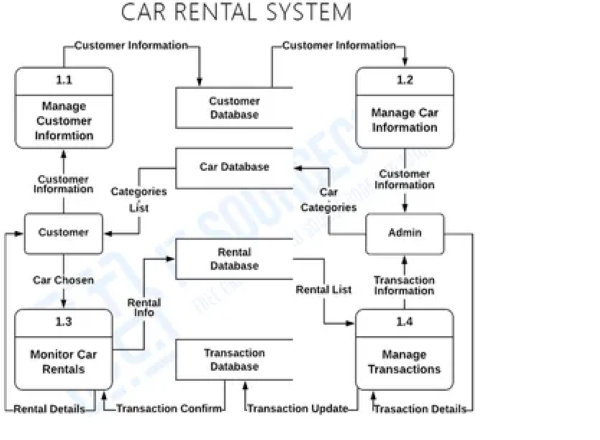 CAR RENTAL SYSTEM
Customer Information
Customer Information
1.1
Manage
Customer
Informtion
Customer
Database
1.2
Manage Car
Information
Customer
Information
Categories
List
Car Database
Car
Categories
Customer
Information
Customer
Admin
Car Chosen
Rental
Info
Rental
Database
Rental List
Transaction
Information
1.3
Monitor Car
Rentals
Transaction
Database
1.4
Manage
Transactions
Rental Details
Transaction Confirm
Transaction Update
Trasaction Details